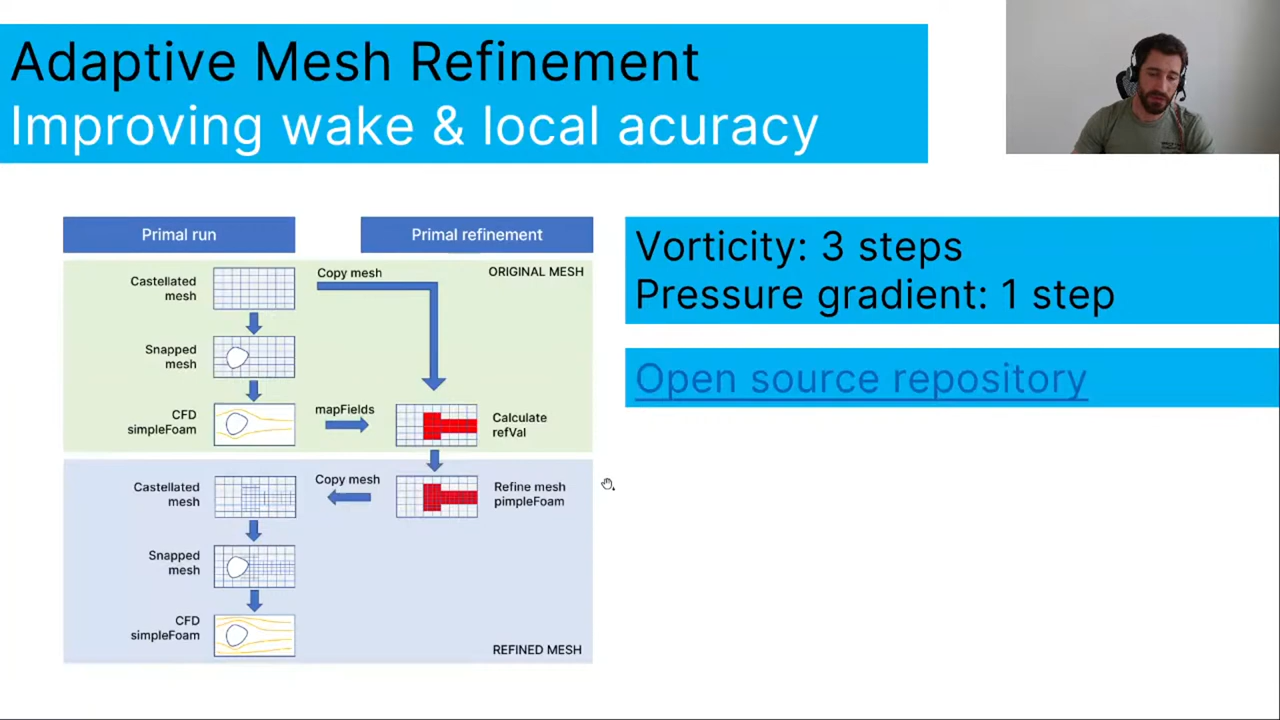 Adaptive Mesh Refinement
Improving wake & local acuracy
Primal run
Primal refinement
ORIGINAL MESH
Castellated
mesh
Copy mesh
Snapped
mesh
CFD
simpleFoam
mapFields
Calculate
refVal
Castellated
mesh
Copy mesh
Refine mesh
pimpleFoam
Snapped
mesh
CFD
simpleFoam
REFINED MESH
Vorticity: 3 steps
Pressure gradient: 1 step
Open source repository